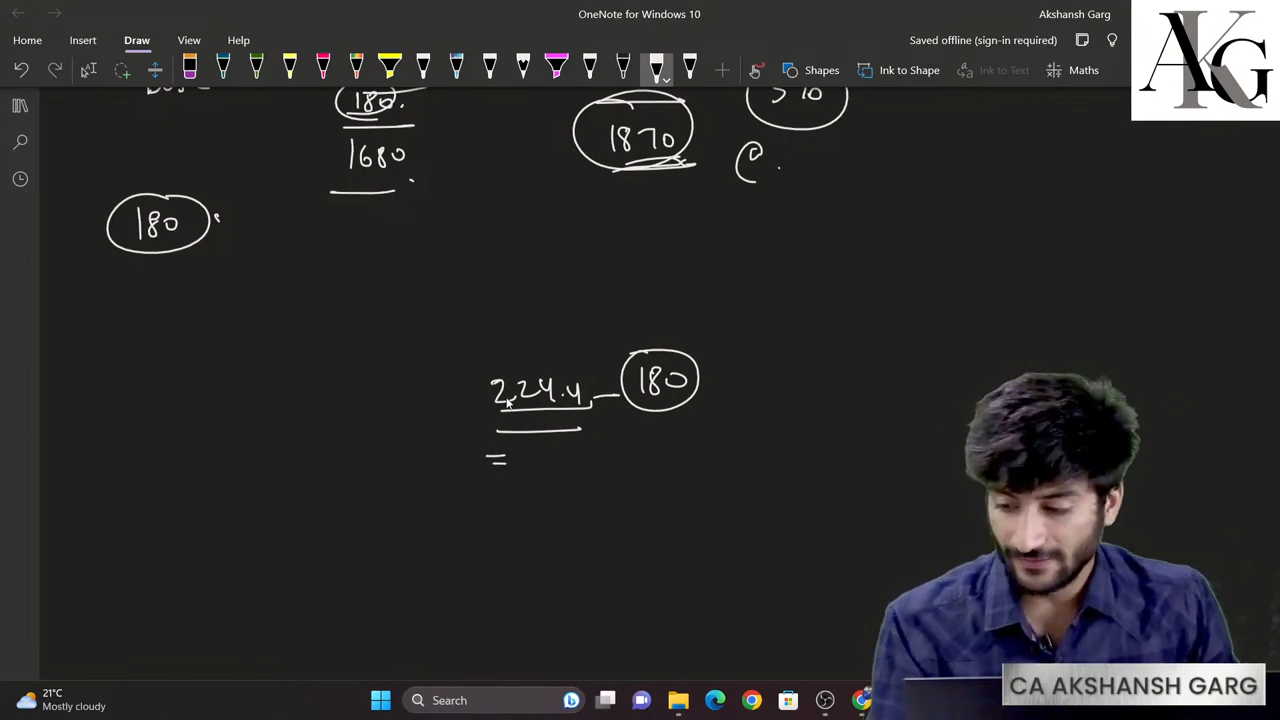 OneNote for Windows 10
Akshansh Garg
Home Insert Draw View Help
Saved offline (sign-in required)
Shapes
Ink to Shape
Ink to Text
Maths
AKG
180.
1680
1870
180
224.4 - 180
=
CA AKSHANSH GARG
21°C
Mostly cloudy
Search